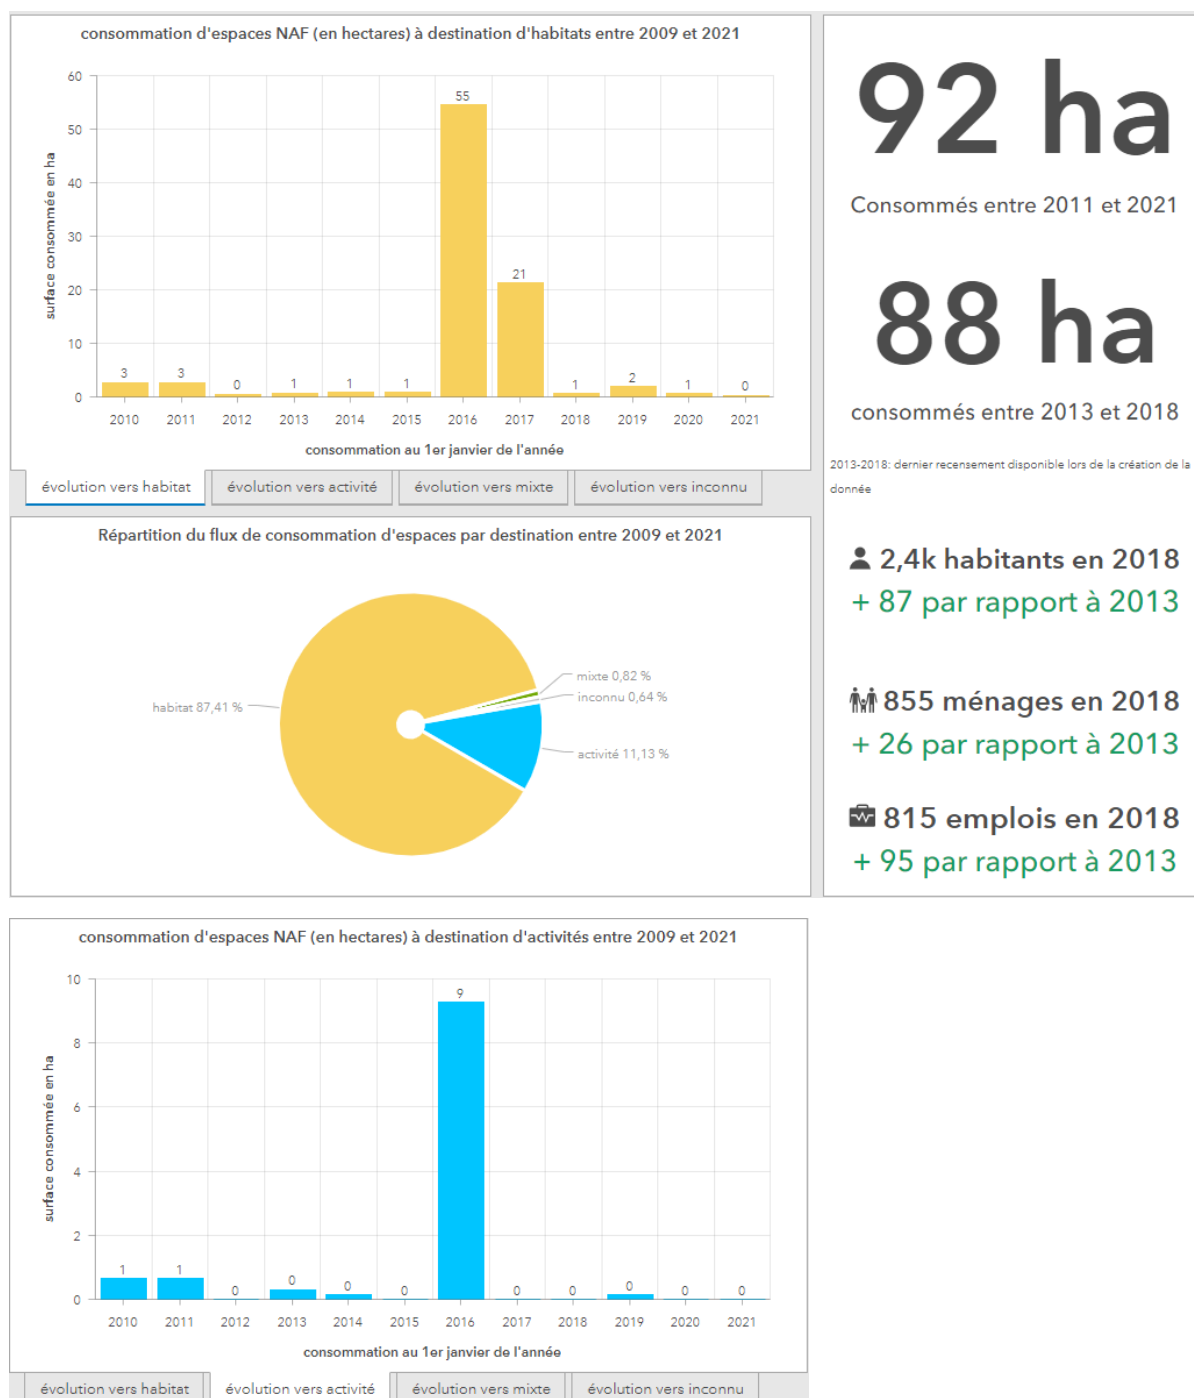 consommation d'espaces NAF (en hectares) à destination d'habitats entre 2009 et 2021
60
50
40
30
20
10
0
surface consommée en ha
3
3
0
1
1
1
55
21
1
2
1
0
2010 2011 2012 2013 2014 2015 2016 2017 2018 2019 2020 2021
consommation au 1er janvier de l'année
évolution vers habitat évolution vers activité évolution vers mixte évolution vers inconnu
Répartition du flux de consommation d'espaces par destination entre 2009 et 2021
habitat 87,41 %
mixte 0,82 %
inconnu 0,64 %
activité 11,13 %
92 ha
Consommés entre 2011 et 2021
88 ha
consommés entre 2013 et 2018
2013-2018: dernier recensement disponible lors de la création de la
donnée
2,4k habitants en 2018
+ 87 par rapport à 2013
855 ménages en 2018
+ 26 par rapport à 2013
815 emplois en 2018
+ 95 par rapport à 2013
consommation d'espaces NAF (en hectares) à destination d'activités entre 2009 et 2021
10
8
6
4
2
0
surface consommée en ha
1
1
0
0
0
0
9
0
0
0
0
0
2010 2011 2012 2013 2014 2015 2016 2017 2018 2019 2020 2021
consommation au 1er janvier de l'année
évolution vers habitat évolution vers activité évolution vers mixte évolution vers inconnu